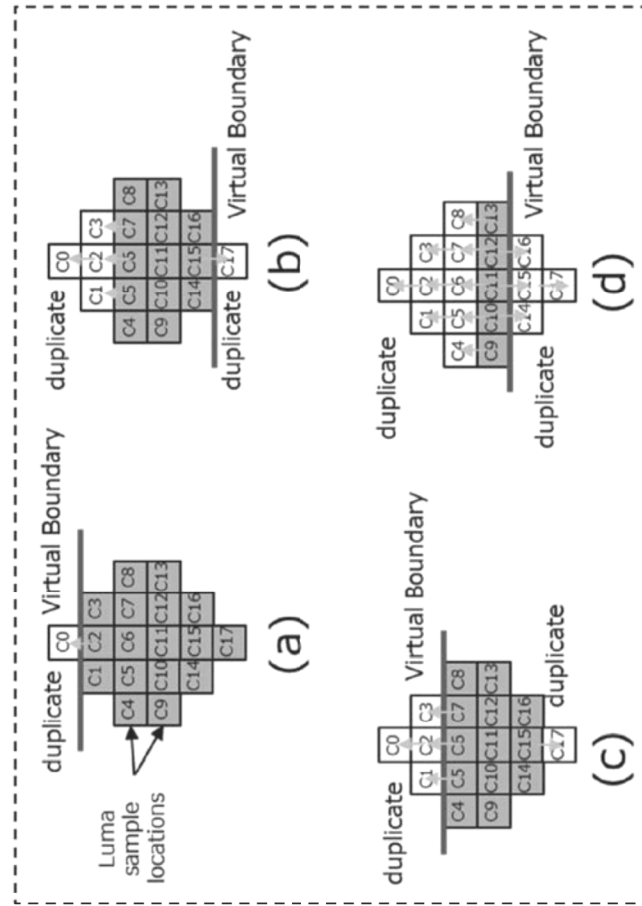 duplicate
Virtual Boundary
C0
C1 C2 C3
C4 C5 C6 C7 C8
C9 C10 C11 C12 C13
C14 C15 C16
C17
Luma
sample
locations
(a)
duplicate
C0
C1 C2 C3
C4 C5 C6 C7 C8
C9 C10 C11 C12 C13
C14 C15 C16
C17
duplicate
Virtual Boundary
(b)
duplicate
Virtual Boundary
C0
C1 C2 C3
C4 C5 C6 C7 C8
C9 C10 C11 C12 C13
C14 C15 C16
C17
duplicate
(c)
duplicate
C0
C1 C2 C3
C4 C5 C6 C7 C8
C9 C10 C11 C12 C13
C14 C15 C16
C17
duplicate
Virtual Boundary
(d)